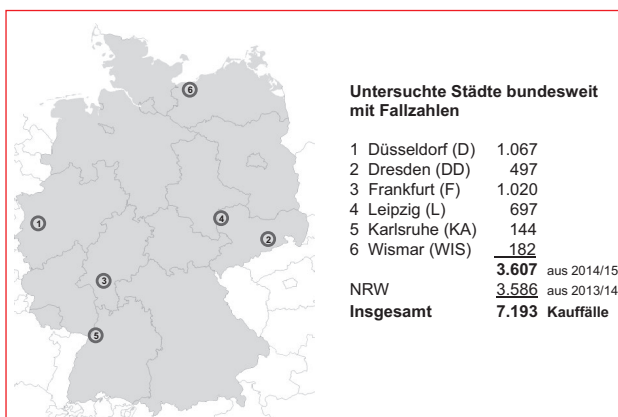 Untersuchte Städte bundesweit
mit Fallzahlen
1 Düsseldorf (D) 1.067
2 Dresden (DD) 497
3 Frankfurt (F) 1.020
4 Leipzig (L) 697
5 Karlsruhe (KA) 144
6 Wismar (WIS) 182
3.607 aus 2014/15
NRW 3.586 aus 2013/14
Insgesamt 7.193 Kauffälle
6
1
4
2
3
5